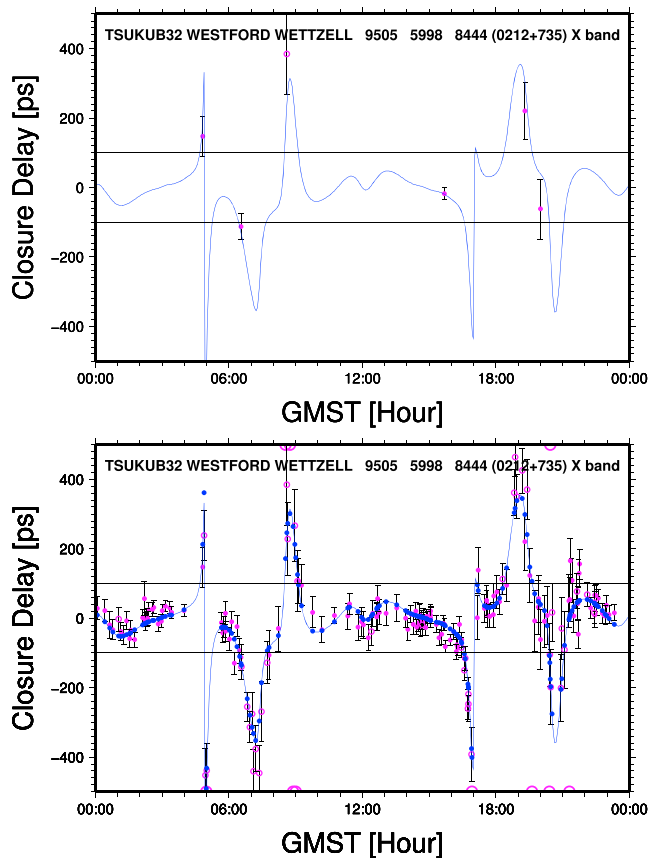 TSUKUB32 WESTFORD WETTZELL 9505 5998 8444 (0212+735) X band
Closure Delay [ps]
400
200
0
−200
−400
00:00 06:00 12:00 18:00 00:00
GMST [Hour]
TSUKUB32 WESTFORD WETTZELL 9505 5998 8444 (0212+735) X band
Closure Delay [ps]
400
200
0
−200
−400
00:00 06:00 12:00 18:00 00:00
GMST [Hour]